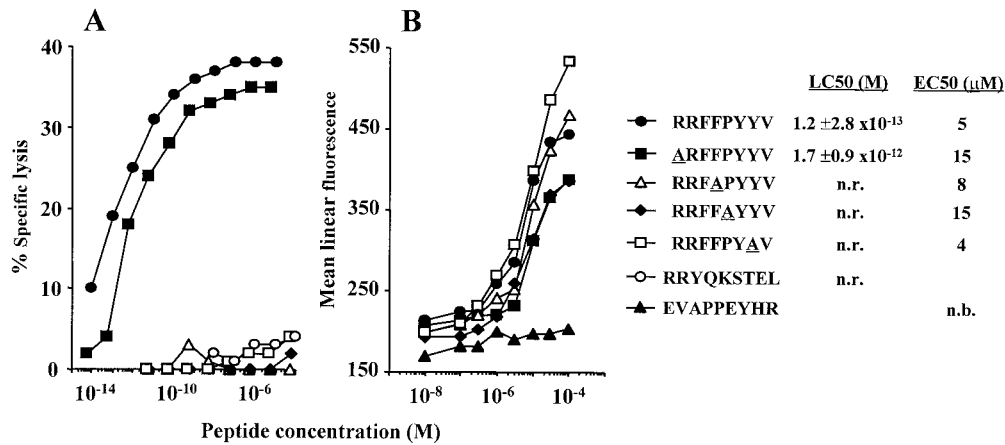 A
B
40
30
20
10
0
% Specific lysis
10-14
10-10
10-6
550
450
350
250
150
Mean linear fluorescence
10-8
10-6
10-4
Peptide concentration (M)
LC50 (M) EC50 (μM)
RRFFPYYV 1.2 ±2.8 x10-13 5
ARFFPYYV 1.7 ±0.9 x10-12 15
RRFAPYYV n.r. 8
RRFFAYYV n.r. 15
RRFFPYAV n.r. 4
RRYQKSTEL n.r.
EVAPPEYHR n.b.